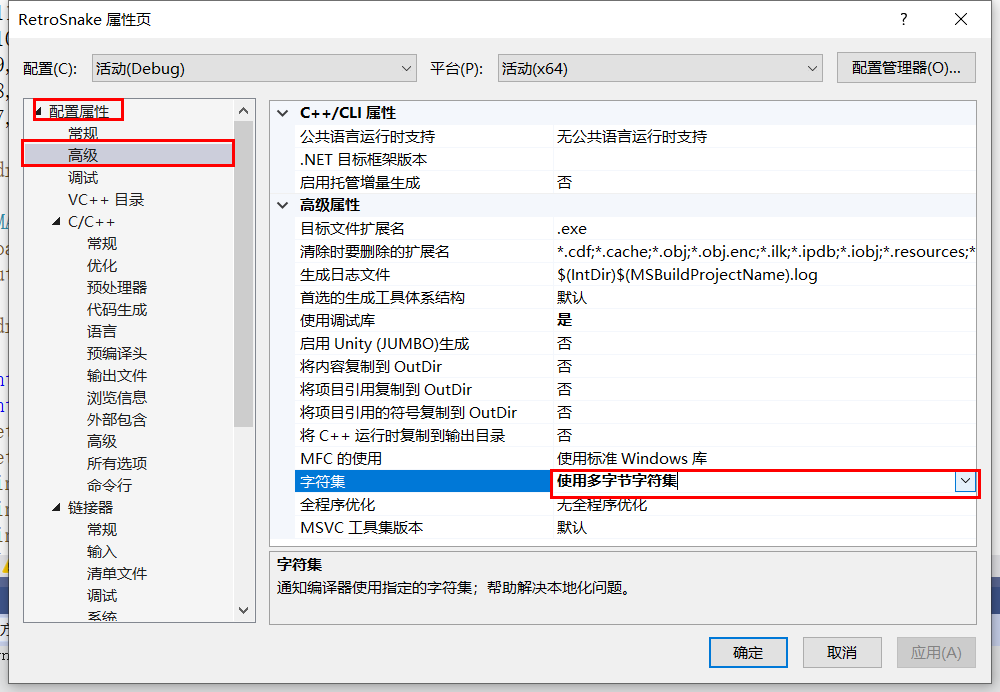 RetroSnake 属性页
?
配置(C): 活动(Debug) 平台(P): 活动(x64) 配置管理器(O)...
配置属性
常规
高级
调试
VC++ 目录
C/C++
常规
优化
预处理器
代码生成
语言
预编译头
输出文件
浏览信息
外部包含
高级
所有选项
命令行
链接器
常规
输入
清单文件
调试
系统
C++/CLI 属性
公共语言运行时支持 无公共语言运行时支持
.NET 目标框架版本
启用托管增量生成 否
高级属性
目标文件扩展名 .exe
清除时要删除的扩展名 *.cdf;*.cache;*.obj;*.obj.enc;*.ilk;*.ipdb;*.iobj;*.resources;*
生成日志文件 $(IntDir)$(MSBuildProjectName).log
首选的生成工具体系结构 默认
使用调试库 是
启用 Unity (JUMBO)生成 否
将内容复制到 OutDir 否
将项目引用复制到 OutDir 否
将项目引用的符号复制到 OutDir 否
将 C++ 运行时复制到输出目录 否
MFC 的使用 使用标准 Windows 库
字符集 使用多字节字符集
全程序优化 无全程序优化
MSVC 工具集版本 默认
字符集
通知编译器使用指定的字符集；帮助解决本地化问题。
确定 取消 应用(A)